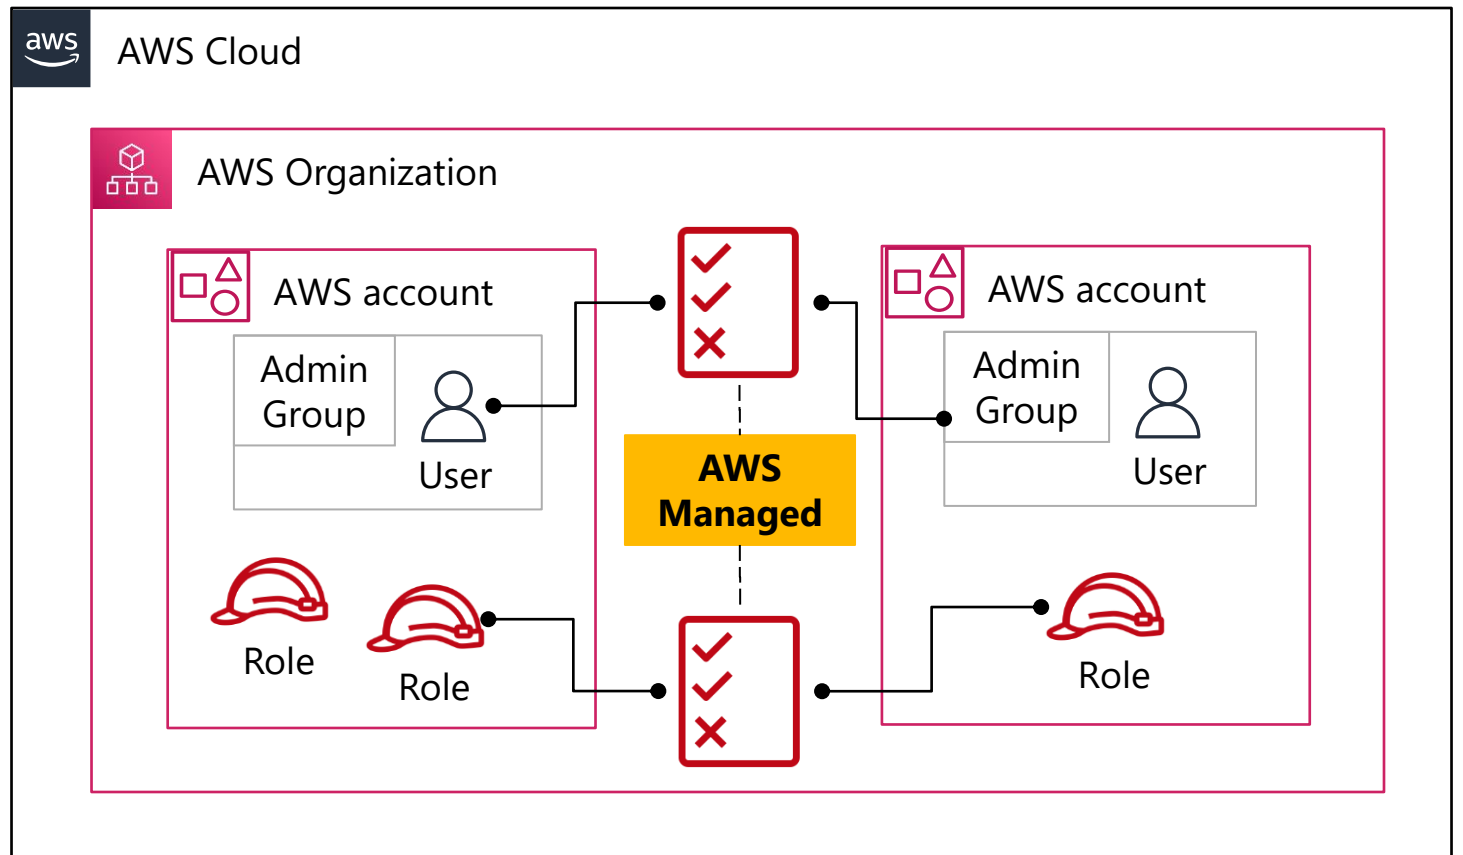 aws
AWS Cloud
AWS Organization
AWS account
Admin
Group
User
Role
Role
AWS
Managed
AWS account
Admin
Group
User
Role